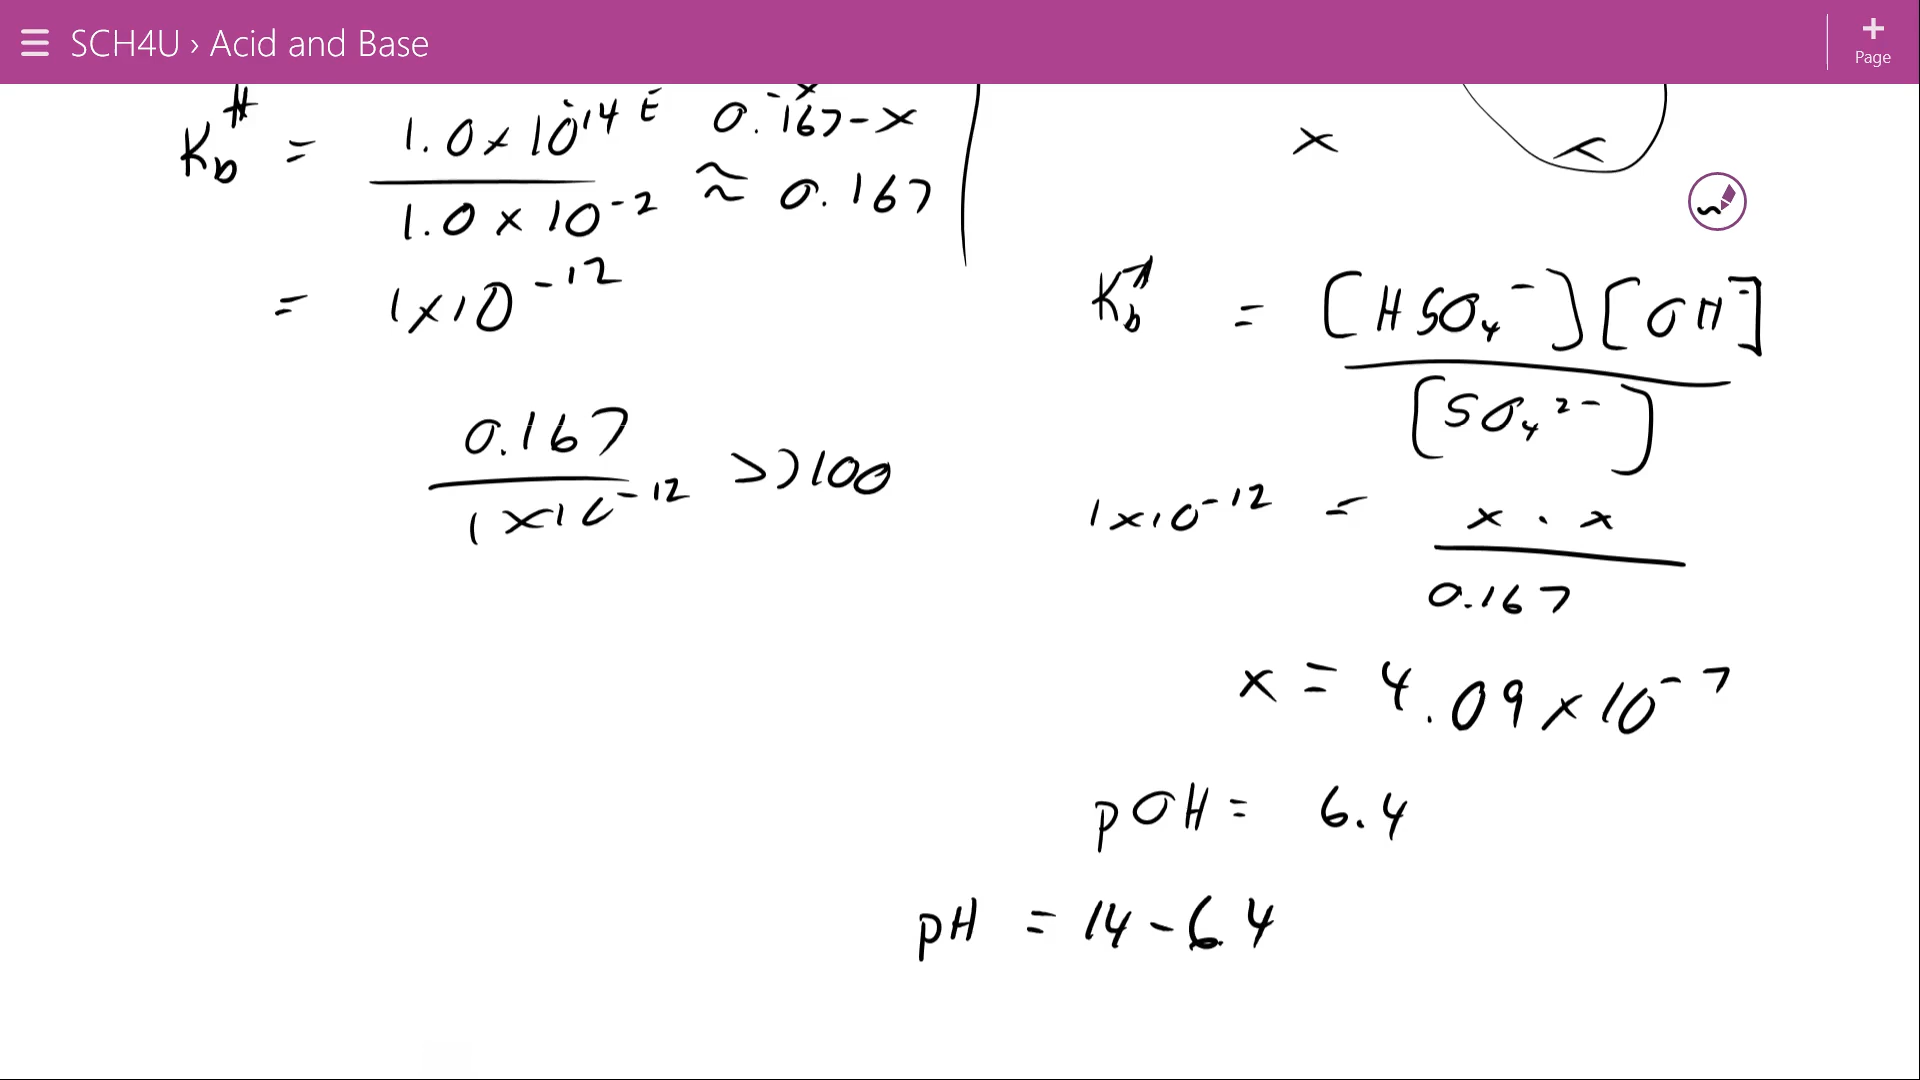 SCH4U › Acid and Base
Page
Kb = 1.0 x 10^-14
1.0 x 10^-2
= 1 x 10^-12
E 0.167 - x
≈ 0.167
0.167
1 x 10^-12
>> 100
x x
Kb = [HSO₄⁻][OH⁻]
[SO₄²⁻]
1 x 10^-12 = x · x
0.167
x = 4.09 x 10^-7
pOH = 6.4
pH = 14 - 6.4